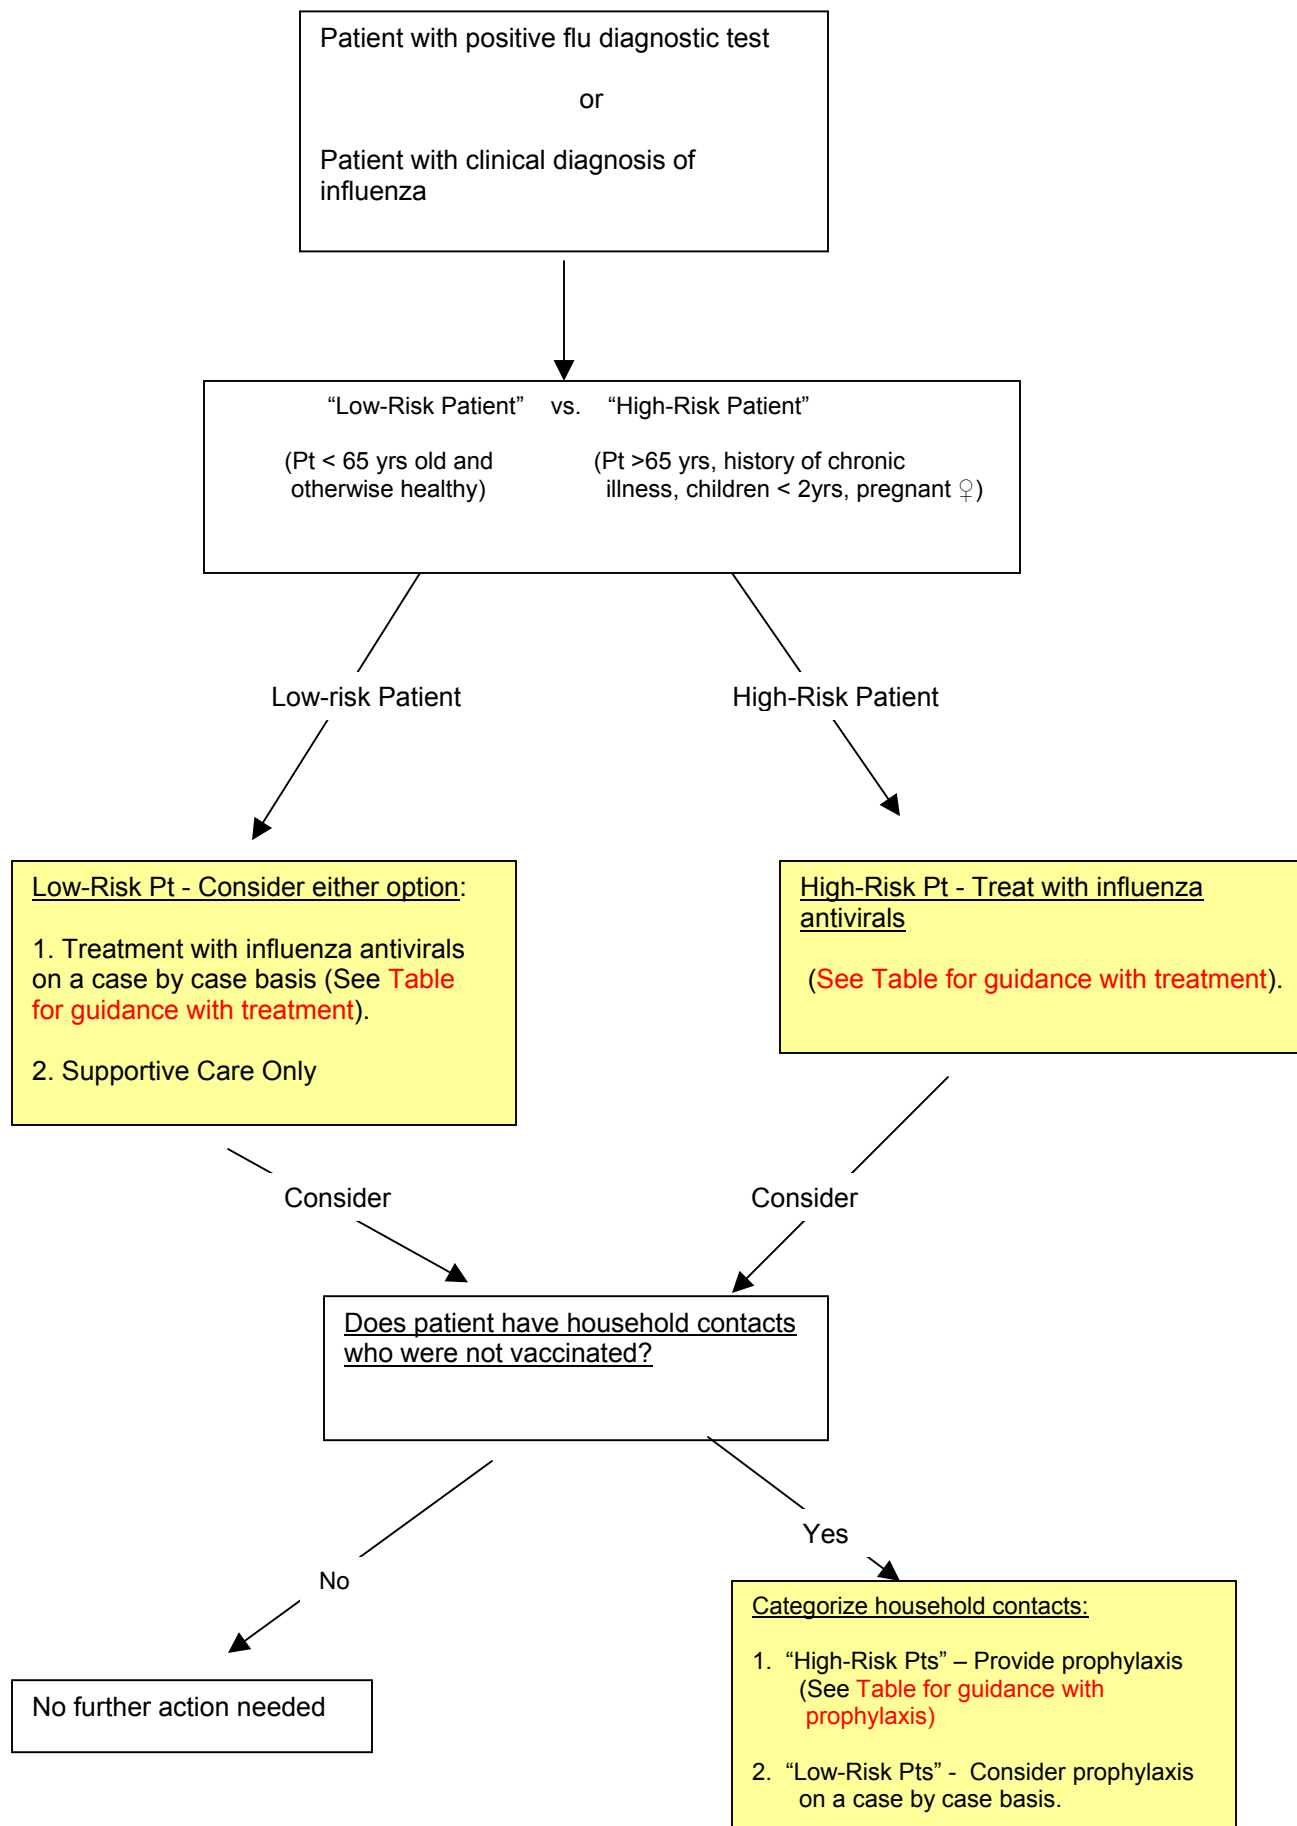 Patient with positive flu diagnostic test
or
Patient with clinical diagnosis of
influenza
“Low-Risk Patient” vs. “High-Risk Patient”
(Pt < 65 yrs old and
otherwise healthy)
(Pt >65 yrs, history of chronic
illness, children < 2yrs, pregnant ♀)
Low-risk Patient
High-Risk Patient
Low-Risk Pt - Consider either option:
1. Treatment with influenza antivirals
on a case by case basis (See Table
for guidance with treatment).
2. Supportive Care Only
High-Risk Pt - Treat with influenza
antivirals
(See Table for guidance with treatment).
Consider
Consider
Does patient have household contacts
who were not vaccinated?
No
Yes
No further action needed
Categorize household contacts:
1. “High-Risk Pts” – Provide prophylaxis
(See Table for guidance with
prophylaxis)
2. “Low-Risk Pts” - Consider prophylaxis
on a case by case basis.